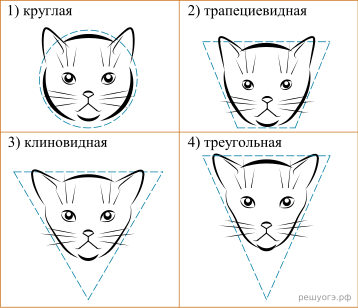 1) круглая
2) трапециевидная
3) клиновидная
4) треугольная
решуогэ.рф